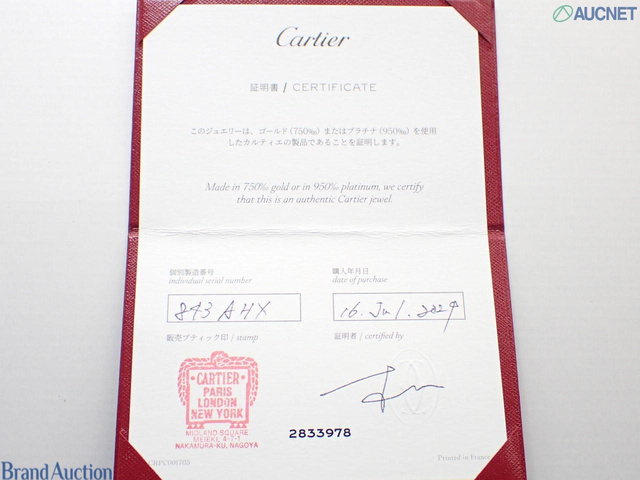 AUCNET
Cartier
証明書 / CERTIFICATE
このジュエリーは、ゴールド(750‰)またはプラチナ(950‰)を使用
したカルティエの製品であることを証明します。
Made in 750‰ gold or in 950‰ platinum, we certify
that this is an authentic Cartier jewel.
個別製造番号
individual serial number
購入年月日
date of purchase
843 AHX
16. Jul. 2024
販売ブティック印 / stamp
証明者 / certified by
CARTIER
PARIS
LONDON
NEW YORK
MIDLAND SQUARE
MEIEKI, 4-7-1
NAKAMURA-KU, NAGOYA
2833978
Printed in France
Brand Auction